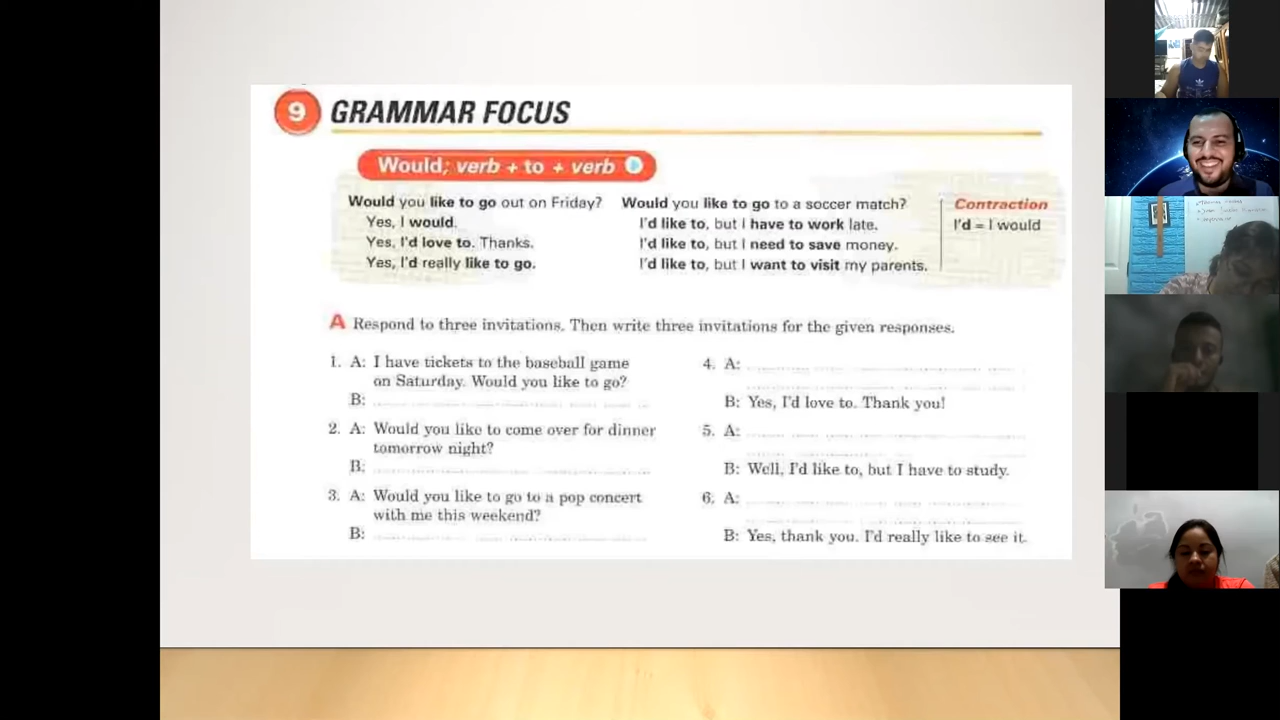 9 GRAMMAR FOCUS
Would; verb + to + verb
Would you like to go out on Friday?
Yes, I would.
Yes, I'd love to. Thanks.
Yes, I'd really like to go.
Would you like to go to a soccer match?
I'd like to, but I have to work late.
I'd like to, but I need to save money.
I'd like to, but I want to visit my parents.
Contraction
I'd = I would
A Respond to three invitations. Then write three invitations for the given responses.
1. A: I have tickets to the baseball game
on Saturday. Would you like to go?
B:
2. A: Would you like to come over for dinner
tomorrow night?
B:
3. A: Would you like to go to a pop concert
with me this weekend?
B:
4. A:
B: Yes, I'd love to. Thank you!
5. A:
B: Well, I'd like to, but I have to study.
6. A:
B: Yes, thank you. I'd really like to see it.